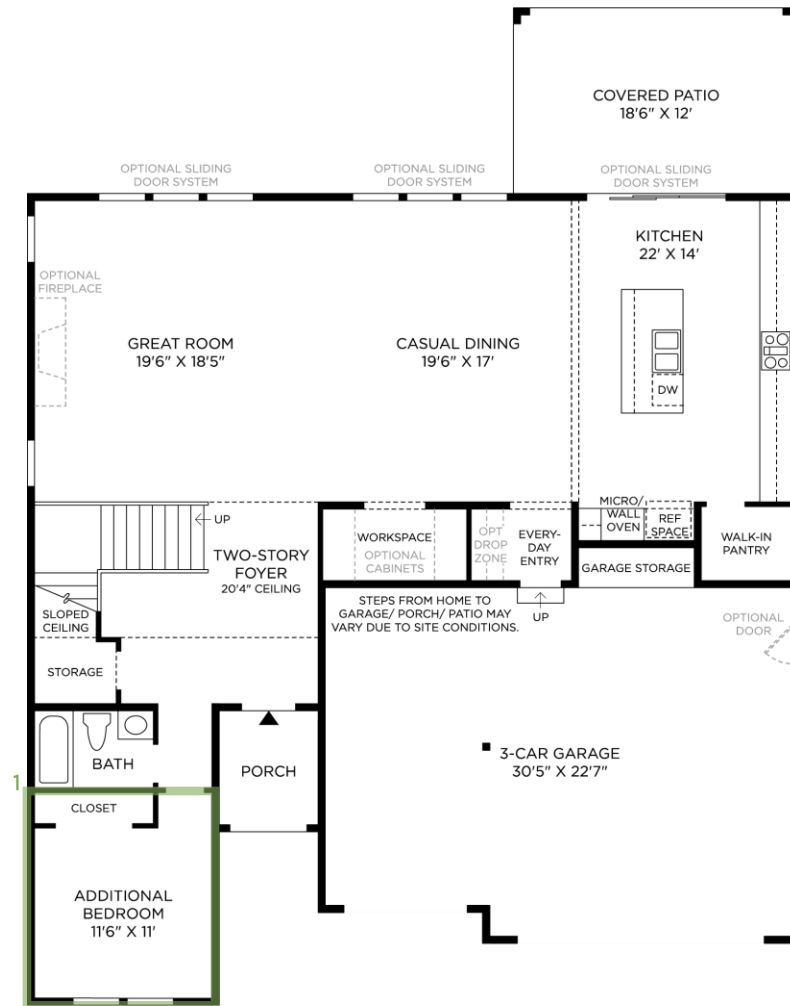 COVERED PATIO
18'6" X 12'
OPTIONAL SLIDING
DOOR SYSTEM
OPTIONAL SLIDING
DOOR SYSTEM
OPTIONAL SLIDING
DOOR SYSTEM
KITCHEN
22' X 14'
OPTIONAL
FIREPLACE
GREAT ROOM
19'6" X 18'5"
CASUAL DINING
19'6" X 17'
DW
UP
TWO-STORY
FOYER
20'4" CEILING
WORKSPACE
OPTIONAL
CABINETS
OPT
DROP
ZONE
EVERY-
DAY
ENTRY
MICRO/
WALL
OVEN
REF
SPACE
WALK-IN
PANTRY
GARAGE STORAGE
SLOPED
CEILING
STEPS FROM HOME TO
GARAGE/ PORCH/ PATIO MAY
VARY DUE TO SITE CONDITIONS.
UP
OPTIONAL
DOOR
STORAGE
BATH
PORCH
3-CAR GARAGE
30'5" X 22'7"
1
CLOSET
ADDITIONAL
BEDROOM
11'6" X 11'